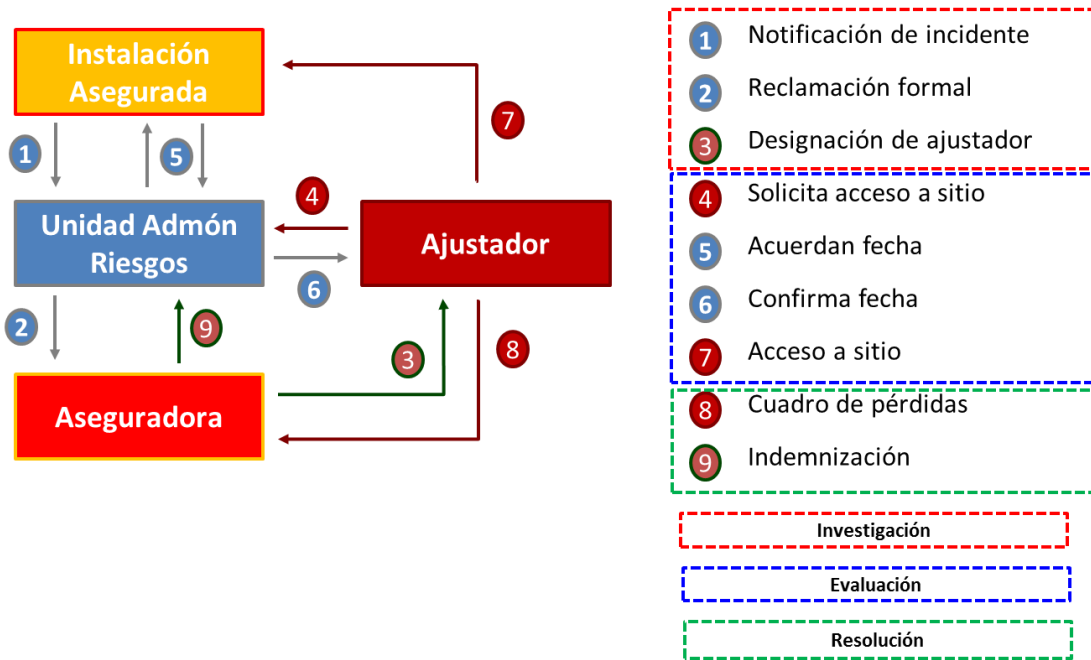 Instalación
Asegurada
1
5
7
4
Unidad Admón
Riesgos
Ajustador
6
2
9
3
8
Aseguradora
1 Notificación de incidente
2 Reclamación formal
3 Designación de ajustador
4 Solicita acceso a sitio
5 Acuerdan fecha
6 Confirma fecha
7 Acceso a sitio
8 Cuadro de pérdidas
9 Indemnización
Investigación
Evaluación
Resolución